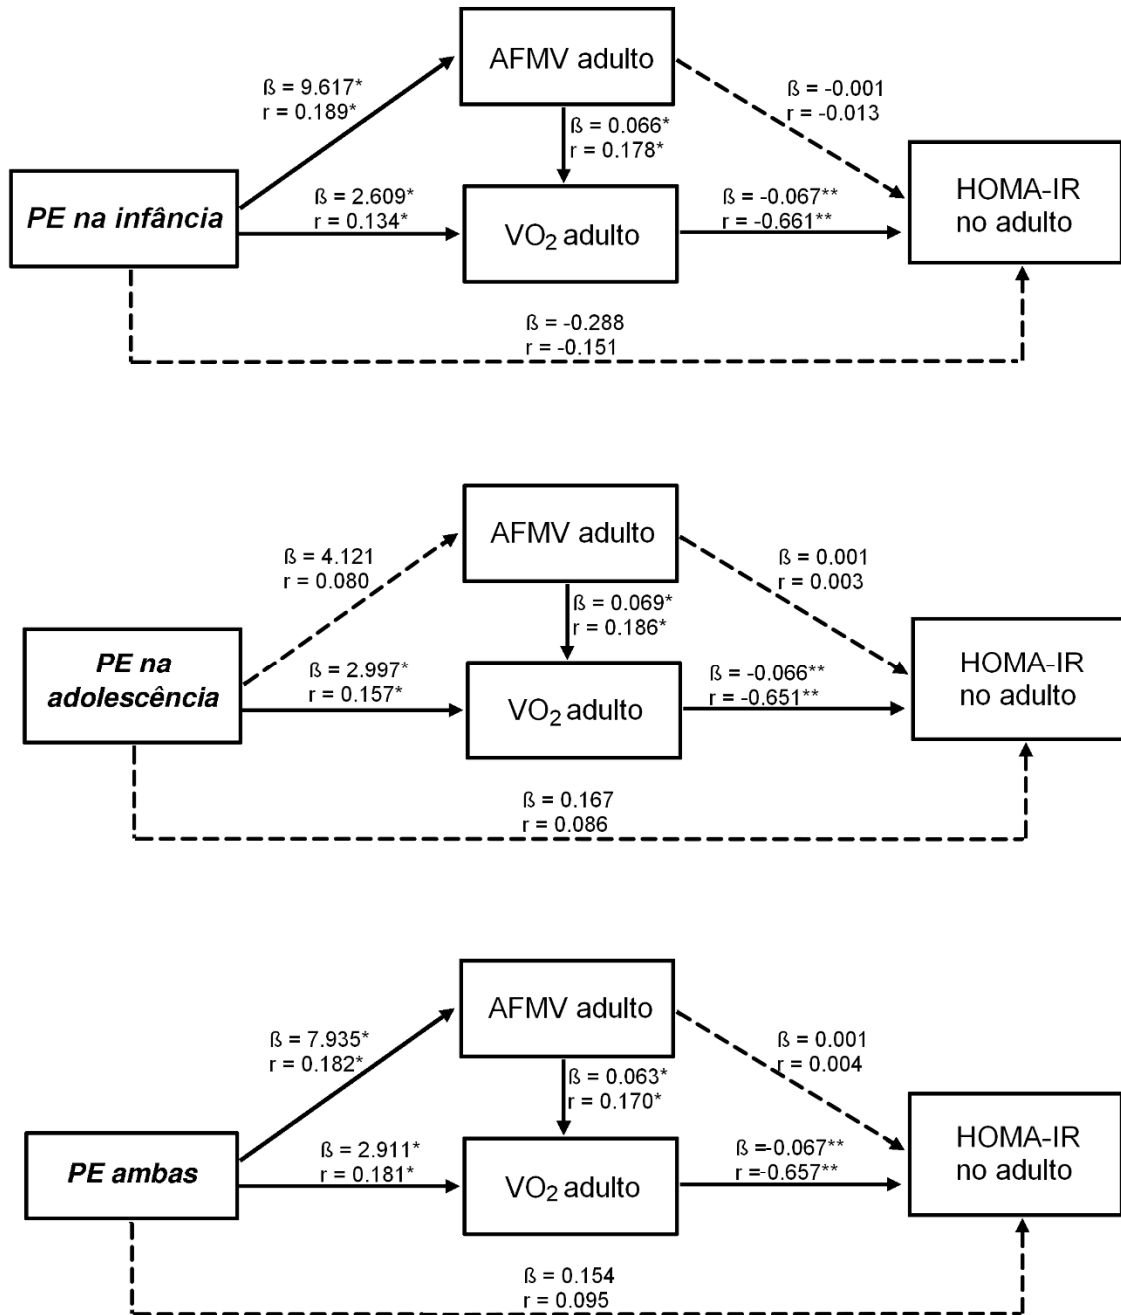 AFMV adulto
ß = 9.617*
r = 0.189*
ß = -0.001
r = -0.013
ß = 0.066*
r = 0.178*
PE na infância
ß = 2.609*
r = 0.134*
VO₂ adulto
ß = -0.067**
r = -0.661**
HOMA-IR
no adulto
ß = -0.288
r = -0.151
AFMV adulto
ß = 4.121
r = 0.080
ß = 0.001
r = 0.003
ß = 0.069*
r = 0.186*
PE na
adolescência
ß = 2.997*
r = 0.157*
VO₂ adulto
ß = -0.066**
r = -0.651**
HOMA-IR
no adulto
ß = 0.167
r = 0.086
AFMV adulto
ß = 7.935*
r = 0.182*
ß = 0.001
r = 0.004
ß = 0.063*
r = 0.170*
PE ambas
ß = 2.911*
r = 0.181*
VO₂ adulto
ß =-0.067**
r =-0.657**
HOMA-IR
no adulto
ß = 0.154
r = 0.095